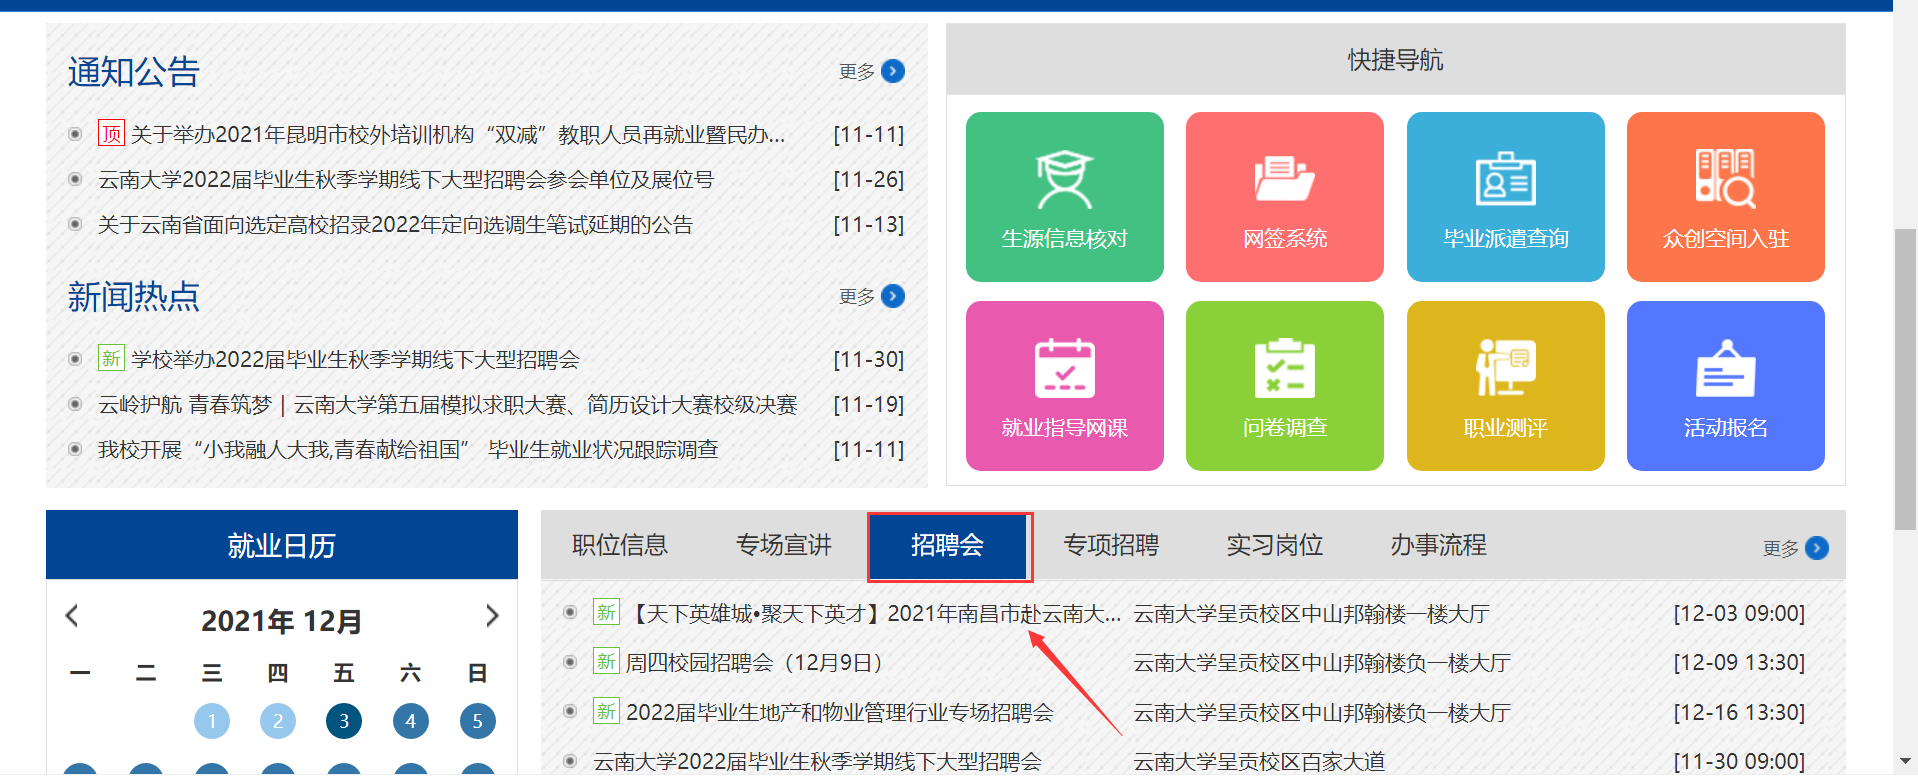 通知公告
更多
顶 关于举办2021年昆明市校外培训机构“双减”教职人员再就业暨民办... [11-11]
云南大学2022届毕业生秋季学期线下大型招聘会参会单位及展位号 [11-26]
关于云南省面向选定高校招录2022年定向选调生笔试延期的公告 [11-13]
新闻热点
更多
新 学校举办2022届毕业生秋季学期线下大型招聘会 [11-30]
云岭护航 青春筑梦 | 云南大学第五届模拟求职大赛、简历设计大赛校级决赛 [11-19]
我校开展“小我融人大我,青春献给祖国” 毕业生就业状况跟踪调查 [11-11]
快捷导航
生源信息核对 网签系统 毕业派遣查询 众创空间入驻
就业指导网课 问卷调查 职业测评 活动报名
就业日历
2021年 12月
一 二 三 四 五 六 日
1 2 3 4 5
职位信息 专场宣讲 招聘会 专项招聘 实习岗位 办事流程 更多
新 【天下英雄城•聚天下英才】2021年南昌市赴云南大... 云南大学呈贡校区中山邦翰楼一楼大厅 [12-03 09:00]
新 周四校园招聘会（12月9日） 云南大学呈贡校区中山邦翰楼负一楼大厅 [12-09 13:30]
新 2022届毕业生地产和物业管理行业专场招聘会 云南大学呈贡校区中山邦翰楼负一楼大厅 [12-16 13:30]
云南大学2022届毕业生秋季学期线下大型招聘会 云南大学呈贡校区百家大道 [11-30 09:00]